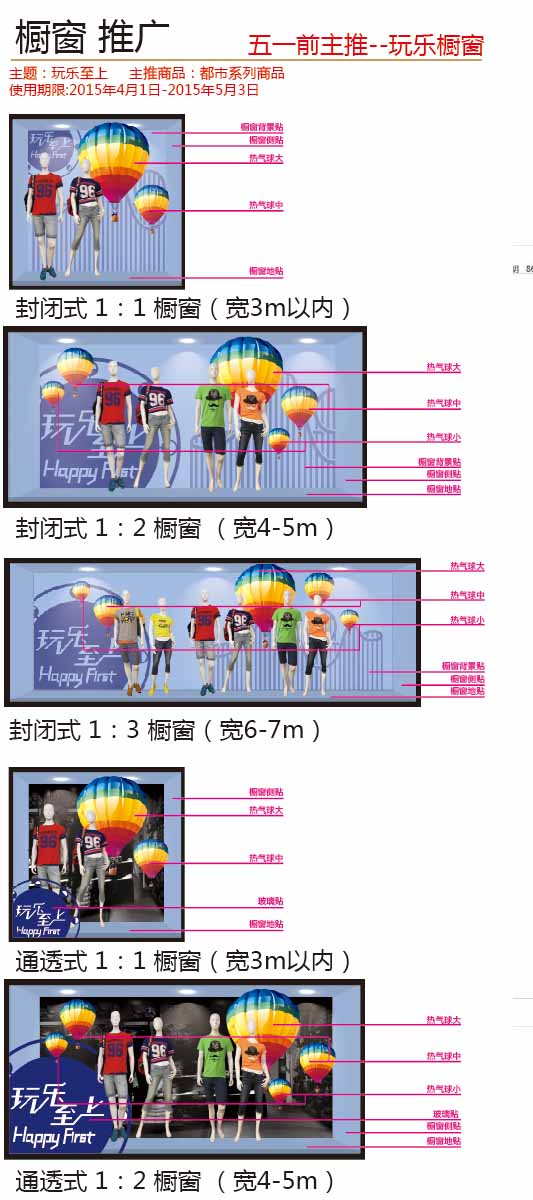 橱窗 推广
五一前主推--玩乐橱窗
主题：玩乐至上 主推商品：都市系列商品
使用期限:2015年4月1日-2015年5月3日
玩乐
至上
Happy First
96
96
橱窗背景贴
橱窗侧贴
热气球大
热气球中
橱窗地贴
封闭式 1：1 橱窗（宽3m以内）
玩乐
至上
Happy First
96
96
热气球大
热气球中
热气球小
橱窗背景贴
橱窗侧贴
橱窗地贴
封闭式 1：2 橱窗 （宽4-5m）
玩乐
至上
Happy First
96
96
热气球大
热气球中
热气球小
橱窗背景贴
橱窗侧贴
橱窗地贴
封闭式 1：3 橱窗（宽6-7m）
玩乐
至上
Happy First
96
96
橱窗侧贴
热气球大
热气球中
玻璃贴
橱窗地贴
通透式 1：1 橱窗（宽3m以内）
玩乐
至上
Happy First
96
96
热气球大
热气球中
热气球小
玻璃贴
橱窗侧贴
橱窗地贴
通透式 1：2 橱窗 （宽4-5m）